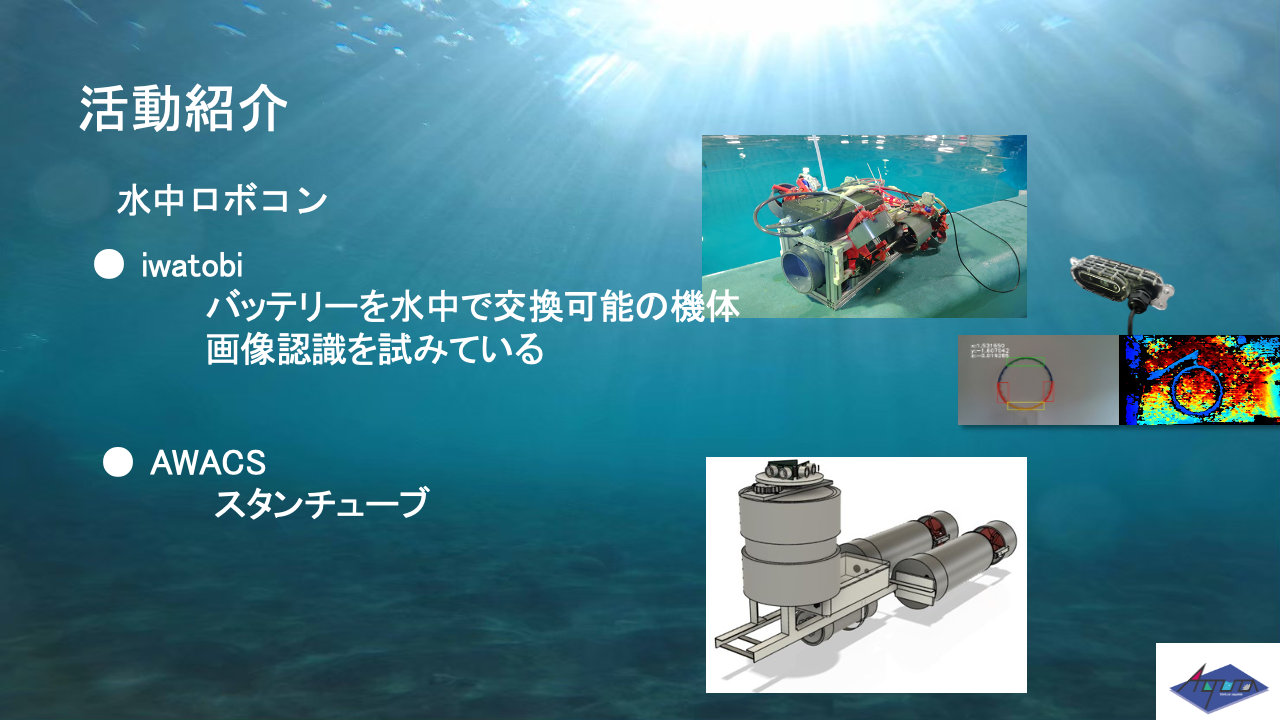 活動紹介
水中ロボコン
● iwatobi
バッテリーを水中で交換可能の機体
画像認識を試みている
● AWACS
スタンチューブ
Aqua